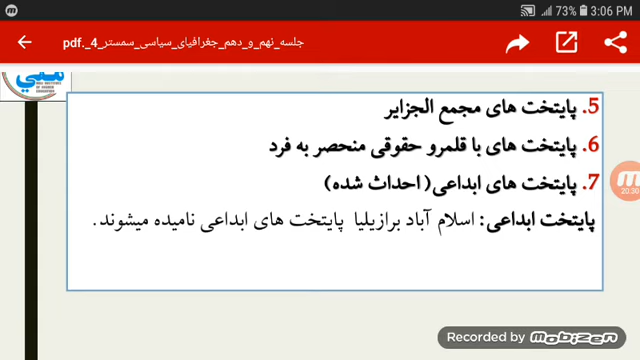 73% 3:06 PM
جلسه_نهم_و_دهم_جغرافیای_سیاسی_سمستر_4_.pdf
5. پایتخت های مجمع الجزایر
6. پایتخت های با قلمرو حقوقی منحصر به فرد
7. پایتخت های ابداعی( احداث شده)
پایتخت ابداعی: اسلام آباد برازیلیا پایتخت های ابداعی نامیده میشوند.
20:30
Recorded by mobizen